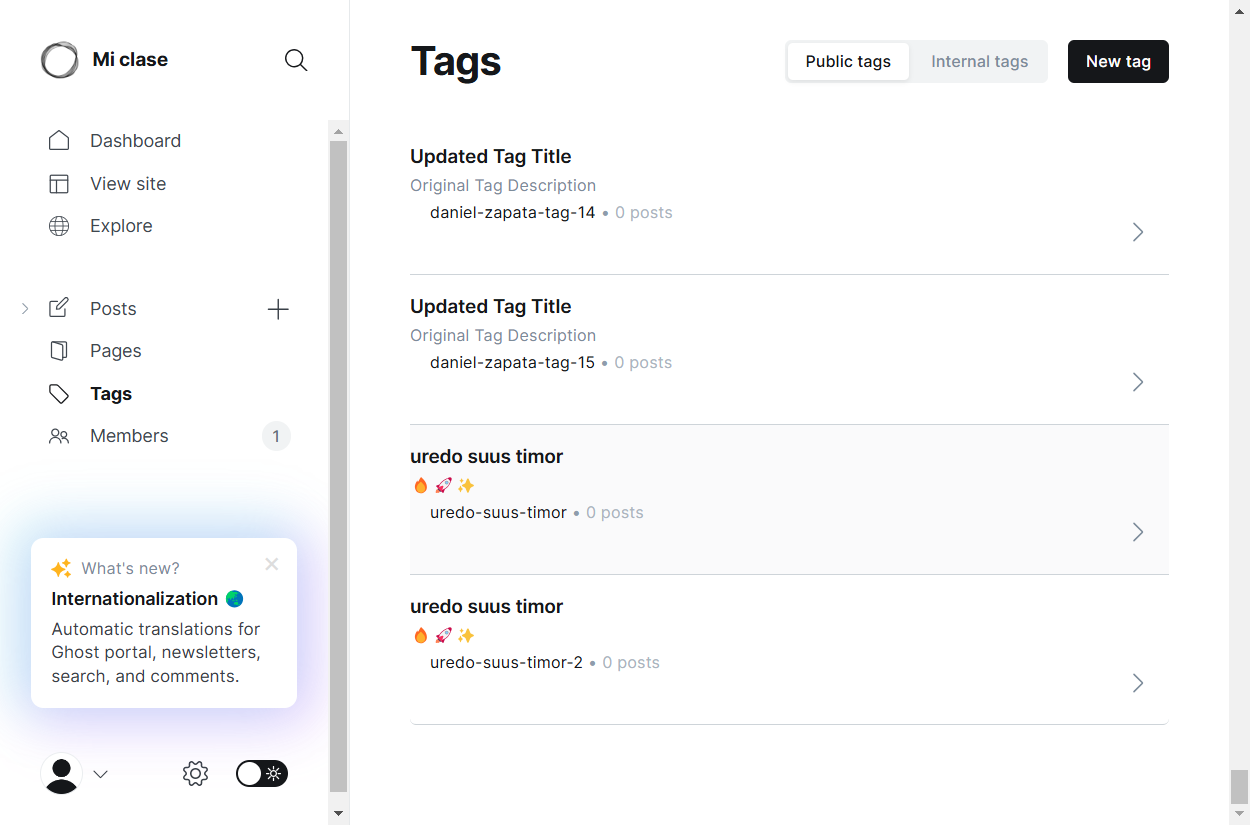 Mi clase
Dashboard
View site
Explore
Posts
Pages
Tags
Members
1
What's new?
Internationalization
Automatic translations for
Ghost portal, newsletters,
search, and comments.
Tags
Public tags
Internal tags
New tag
Updated Tag Title
Original Tag Description
daniel-zapata-tag-14 • 0 posts
Updated Tag Title
Original Tag Description
daniel-zapata-tag-15 • 0 posts
uredo suus timor
🔥 🚀 ✨
uredo-suus-timor • 0 posts
uredo suus timor
🔥 🚀 ✨
uredo-suus-timor-2 • 0 posts